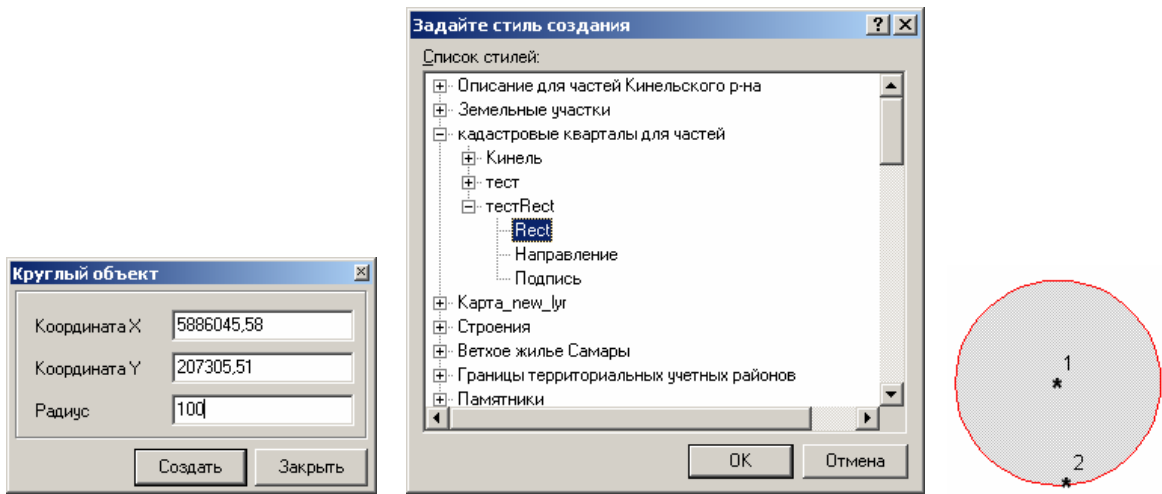 Круглый объект
Координата X
5886045,58
Координата Y
207305,51
Радиус
100
Создать
Закрыть
Задайте стиль создания
Список стилей:
Описание для частей Кинельского р-на
Земельные участки
кадастровые кварталы для частей
Кинель
тест
тестRect
Rect
Направление
Подпись
Карта_new_lyr
Строения
Ветхое жилье Самары
Границы территориальных учетных районов
Памятники
OK
Отмена
1
2